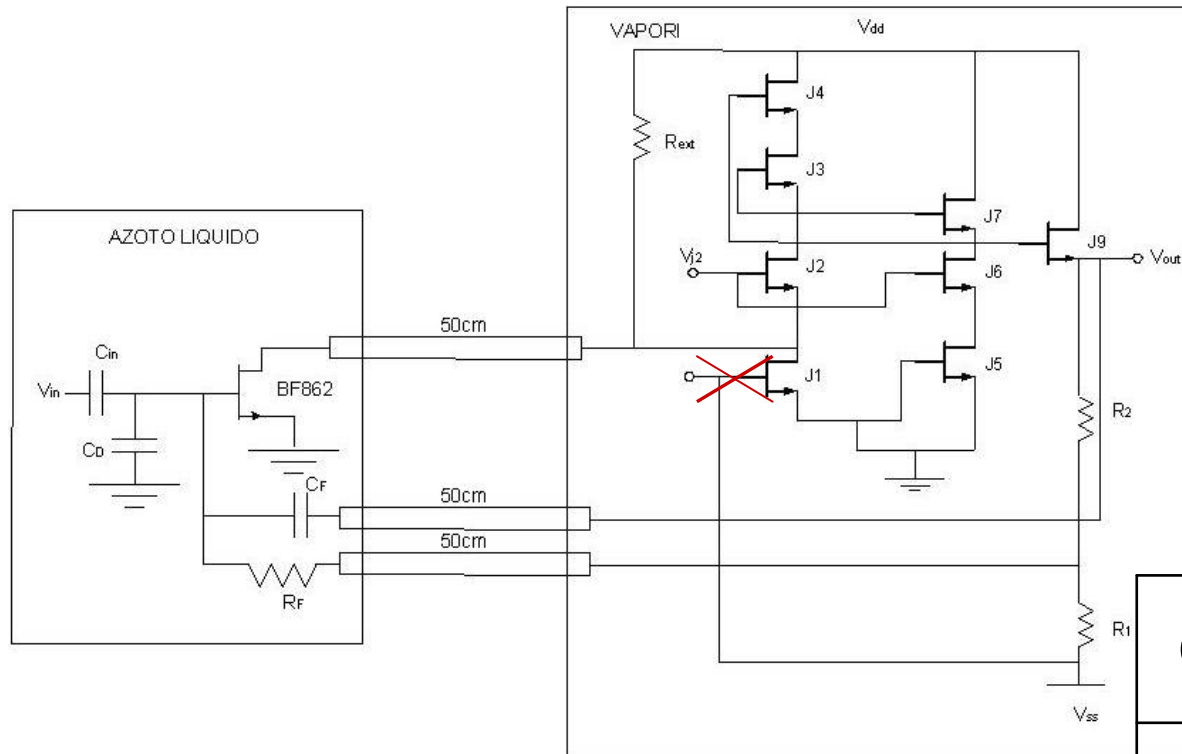 VAPORI
Vdd
J4
Rext
J3
AZOTO LIQUIDO
J7
J9
Vj2
J2
J6
Vout
50cm
Cin
J1
J5
Vin
BF862
R2
CD
CF
50cm
50cm
RF
R1
Vss